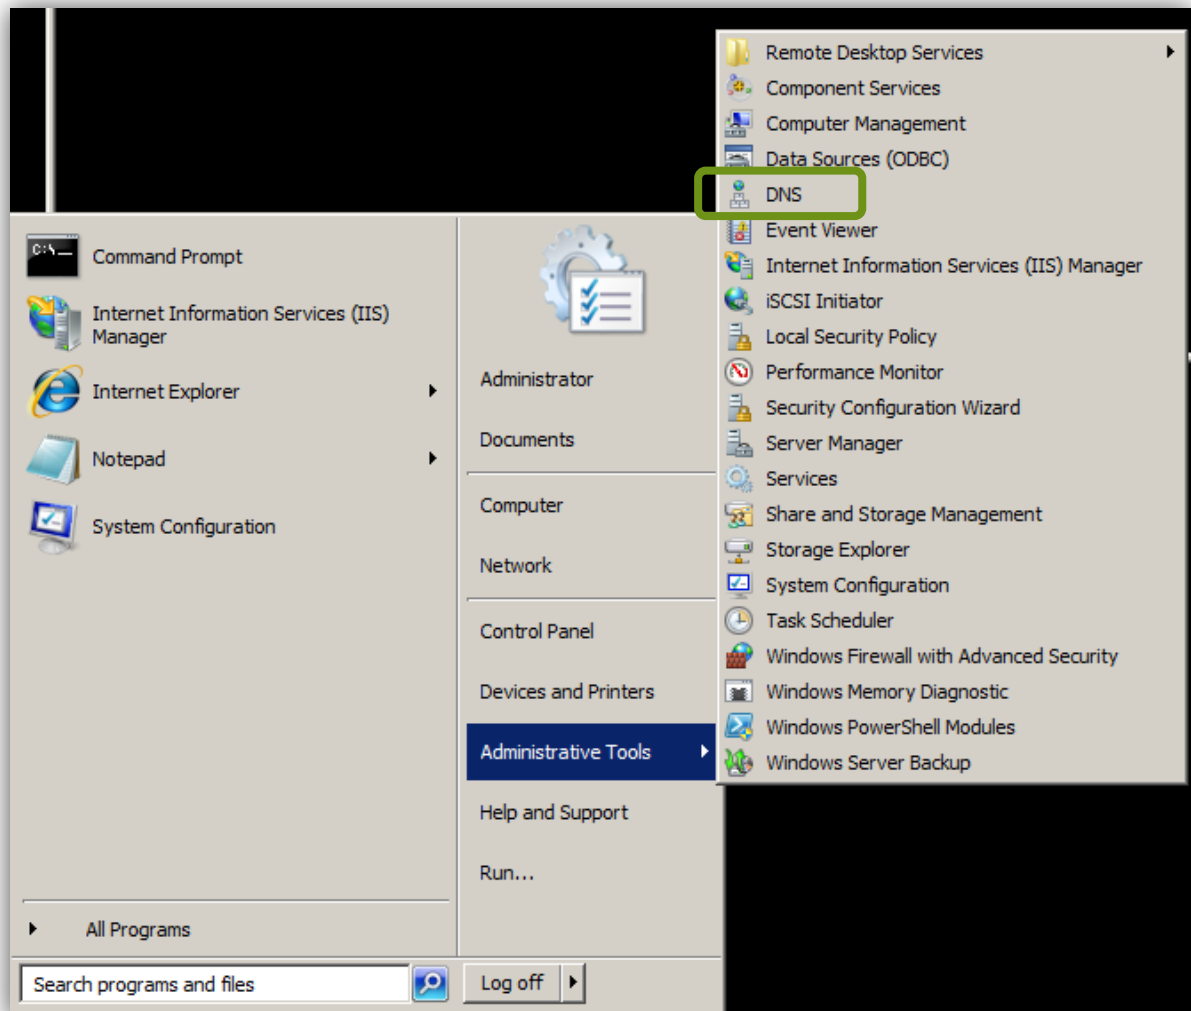 Command Prompt
Internet Information Services (IIS)
Manager
Internet Explorer
Notepad
System Configuration
All Programs
Search programs and files
Administrator
Documents
Computer
Network
Control Panel
Devices and Printers
Administrative Tools
Help and Support
Run...
Log off
Remote Desktop Services
Component Services
Computer Management
Data Sources (ODBC)
DNS
Event Viewer
Internet Information Services (IIS) Manager
iSCSI Initiator
Local Security Policy
Performance Monitor
Security Configuration Wizard
Server Manager
Services
Share and Storage Management
Storage Explorer
System Configuration
Task Scheduler
Windows Firewall with Advanced Security
Windows Memory Diagnostic
Windows PowerShell Modules
Windows Server Backup